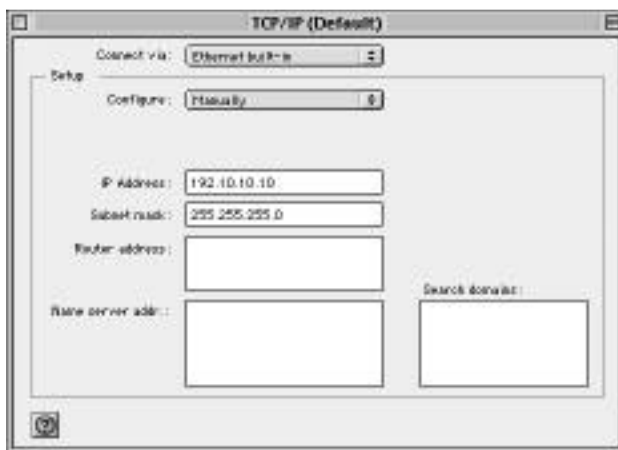 TCP/IP (Default)
Connect via: Ethernet built-in
Setup
Configure: Manually
IP Address: 192.10.10.10
Subnet mask: 255.255.255.0
Router address:
Search domains:
Name server addr.:
?